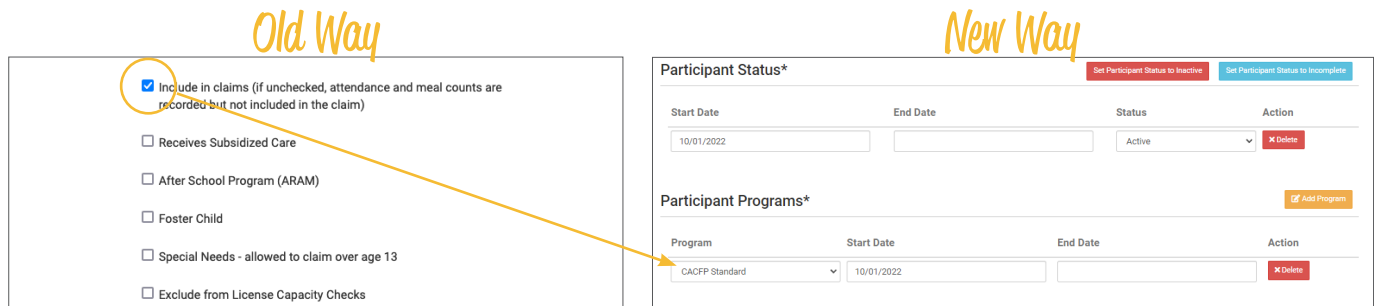 Old Way
Include in claims (if unchecked, attendance and meal counts are
recorded but not included in the claim)
Receives Subsidized Care
After School Program (ARAM)
Foster Child
Special Needs - allowed to claim over age 13
Exclude from License Capacity Checks
New Way
Participant Status*
Set Participant Status to Inactive
Set Participant Status to Incomplete
Start Date End Date Status Action
10/01/2022 Active Delete
Participant Programs*
Add Program
Program Start Date End Date Action
CACFP Standard 10/01/2022 Delete